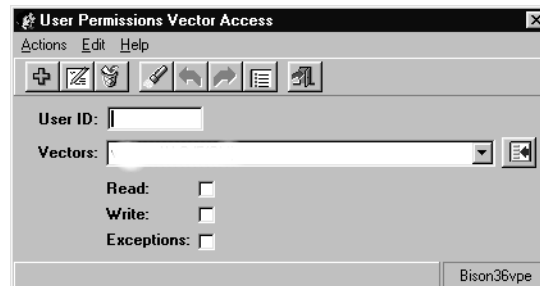 User Permissions Vector Access
Actions Edit Help
User ID:
Vectors:
Read:
Write:
Exceptions:
Bison36vpe